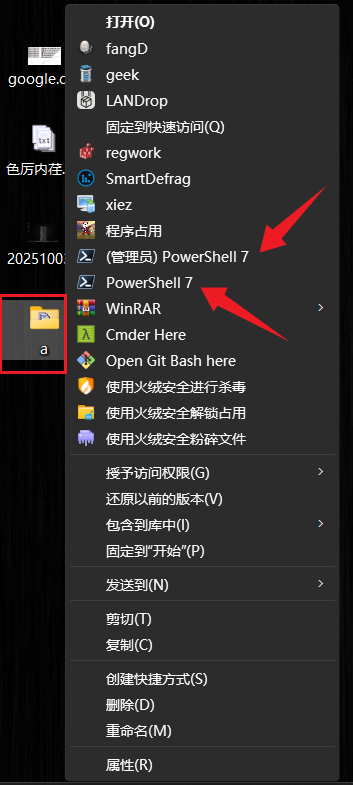 google.c
txt
色厉内荏.
2025100
a
打开(O)
fangD
geek
LANDrop
固定到快速访问(Q)
regwork
SmartDefrag
xiez
程序占用
(管理员) PowerShell 7
PowerShell 7
WinRAR
Cmder Here
Open Git Bash here
使用火绒安全进行杀毒
使用火绒安全解锁占用
使用火绒安全粉碎文件
授予访问权限(G)
还原以前的版本(V)
包含到库中(I)
固定到“开始”(P)
发送到(N)
剪切(T)
复制(C)
创建快捷方式(S)
删除(D)
重命名(M)
属性(R)